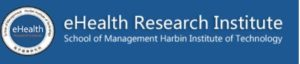 eHealth
eHealth Research Institute
School of Management Harbin Institute of Technology